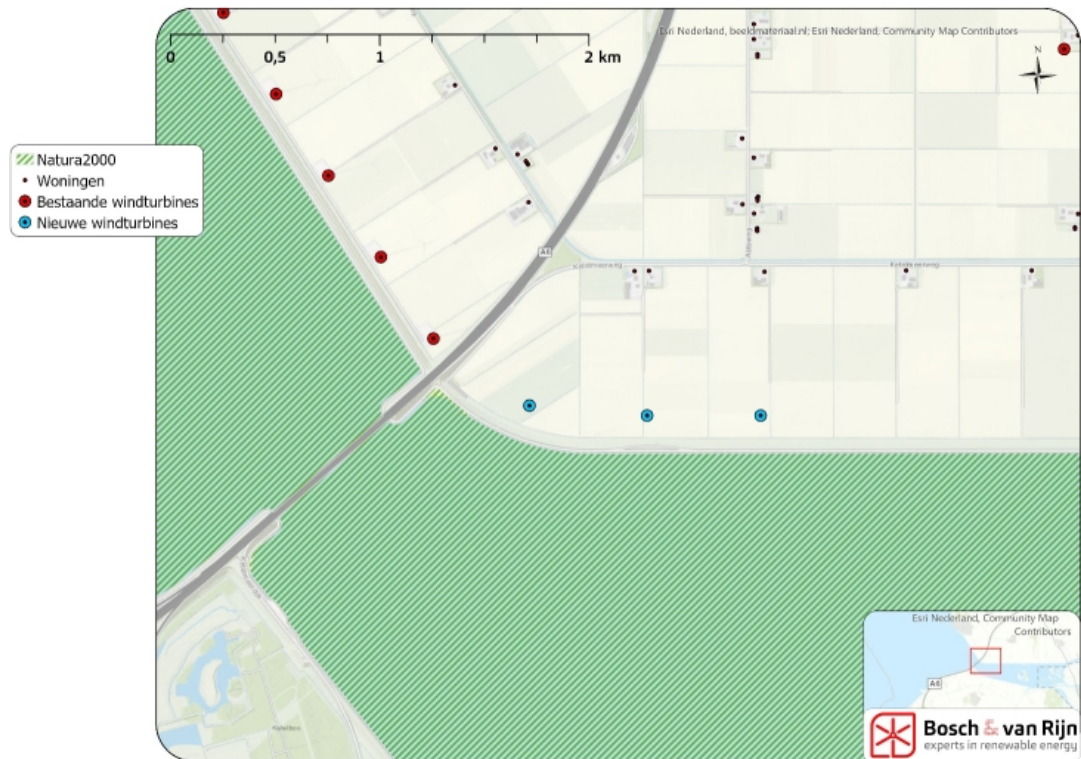 Esri Nederland, beeldmateriaal.nl; Esri Nederland, Community Map Contributors
0
0,5
1
2 km
N
Natura2000
Woningen
Bestaande windturbines
Nieuwe windturbines
A6
Esri Nederland, Community Map
Contributors
A6
Bosch & van Rijn
experts in renewable energy